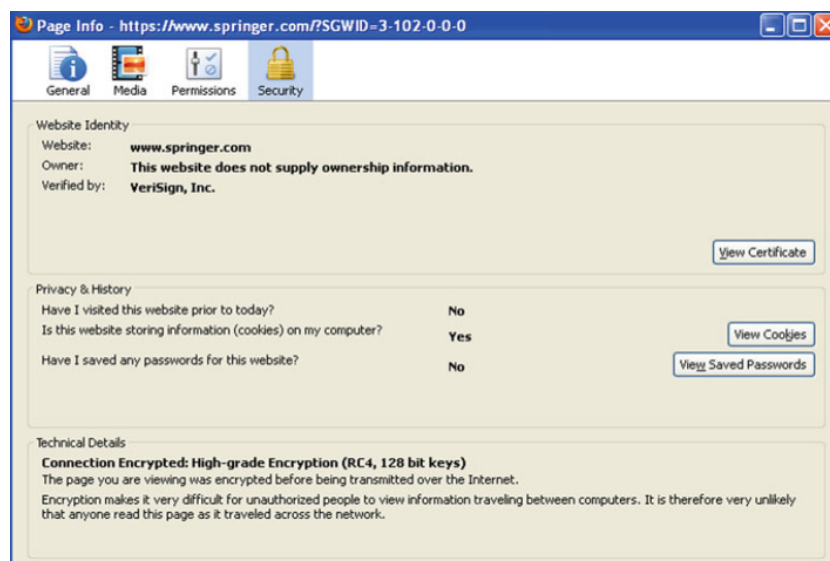 Page Info - https://www.springer.com/?SGWID=3-102-0-0-0
General Media Permissions Security
Website Identity
Website: www.springer.com
Owner: This website does not supply ownership information.
Verified by: VeriSign, Inc.
View Certificate
Privacy & History
Have I visited this website prior to today? No
Is this website storing information (cookies) on my computer? Yes View Cookies
Have I saved any passwords for this website? No View Saved Passwords
Technical Details
Connection Encrypted: High-grade Encryption (RC4, 128 bit keys)
The page you are viewing was encrypted before being transmitted over the Internet.
Encryption makes it very difficult for unauthorized people to view information traveling between computers. It is therefore very unlikely
that anyone read this page as it traveled across the network.